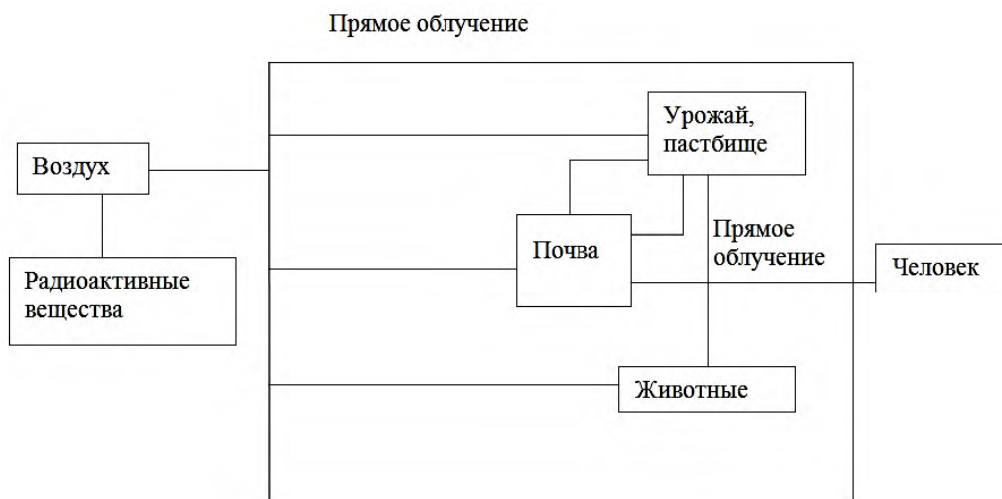 Прямое облучение
Урожай,
пастбище
Воздух
Почва
Прямое
облучение
Человек
Радиоактивные
вещества
Животные